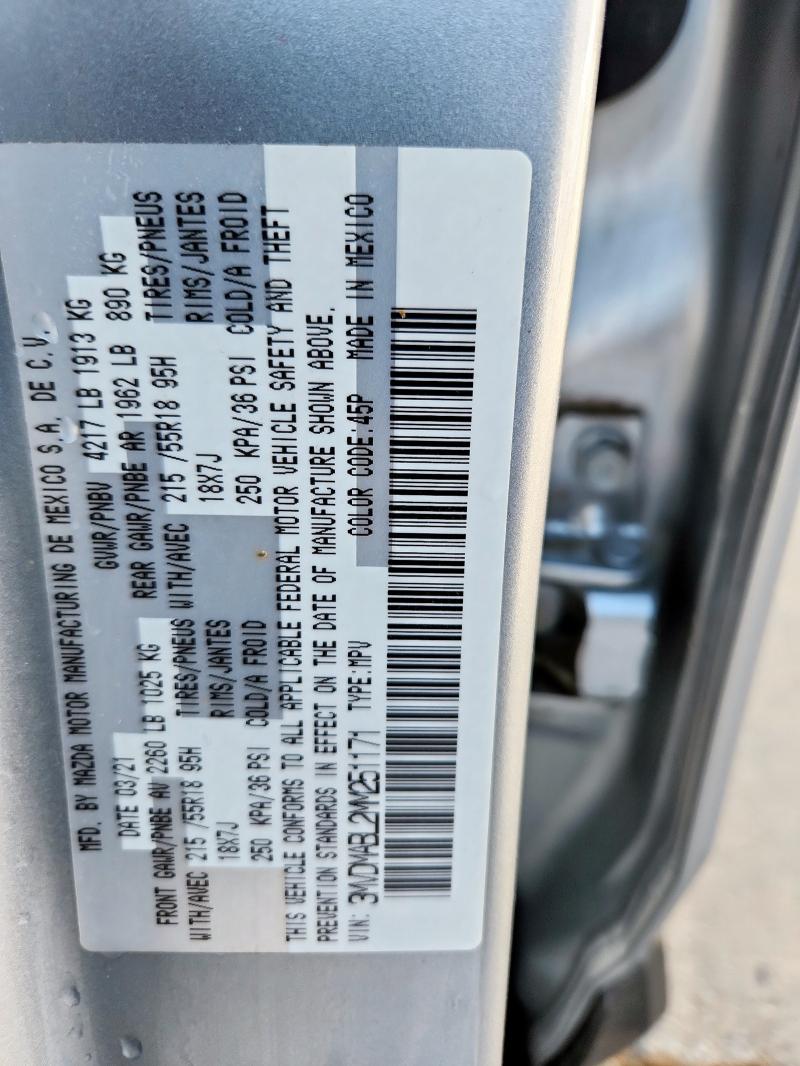 MFD. BY MAZDA MOTOR MANUFACTURING DE MEXICO S.A. DE C.V.
DATE 03/21 GVWR/PNBV 4217 LB 1913 KG
FRONT GAWR/PNBE AV 2260 LB 1025 KG REAR GAWR/PNBE AR 1962 LB 890 KG
WITH/AVEC 215 /55R18 95H TIRES/PNEUS WITH/AVEC 215 /55R18 95H TIRES/PNEUS
18X7J RIMS/JANTES 18X7J RIMS/JANTES
250 KPA/36 PSI COLD/A FROID 250 KPA/36 PSI COLD/A FROID
THIS VEHICLE CONFORMS TO ALL APPLICABLE FEDERAL MOTOR VEHICLE SAFETY AND THEFT
PREVENTION STANDARDS IN EFFECT ON THE DATE OF MANUFACTURE SHOWN ABOVE.
VIN: 3MVDMABL2MM251171 TYPE:MPV COLOR CODE:45P MADE IN MEXICO